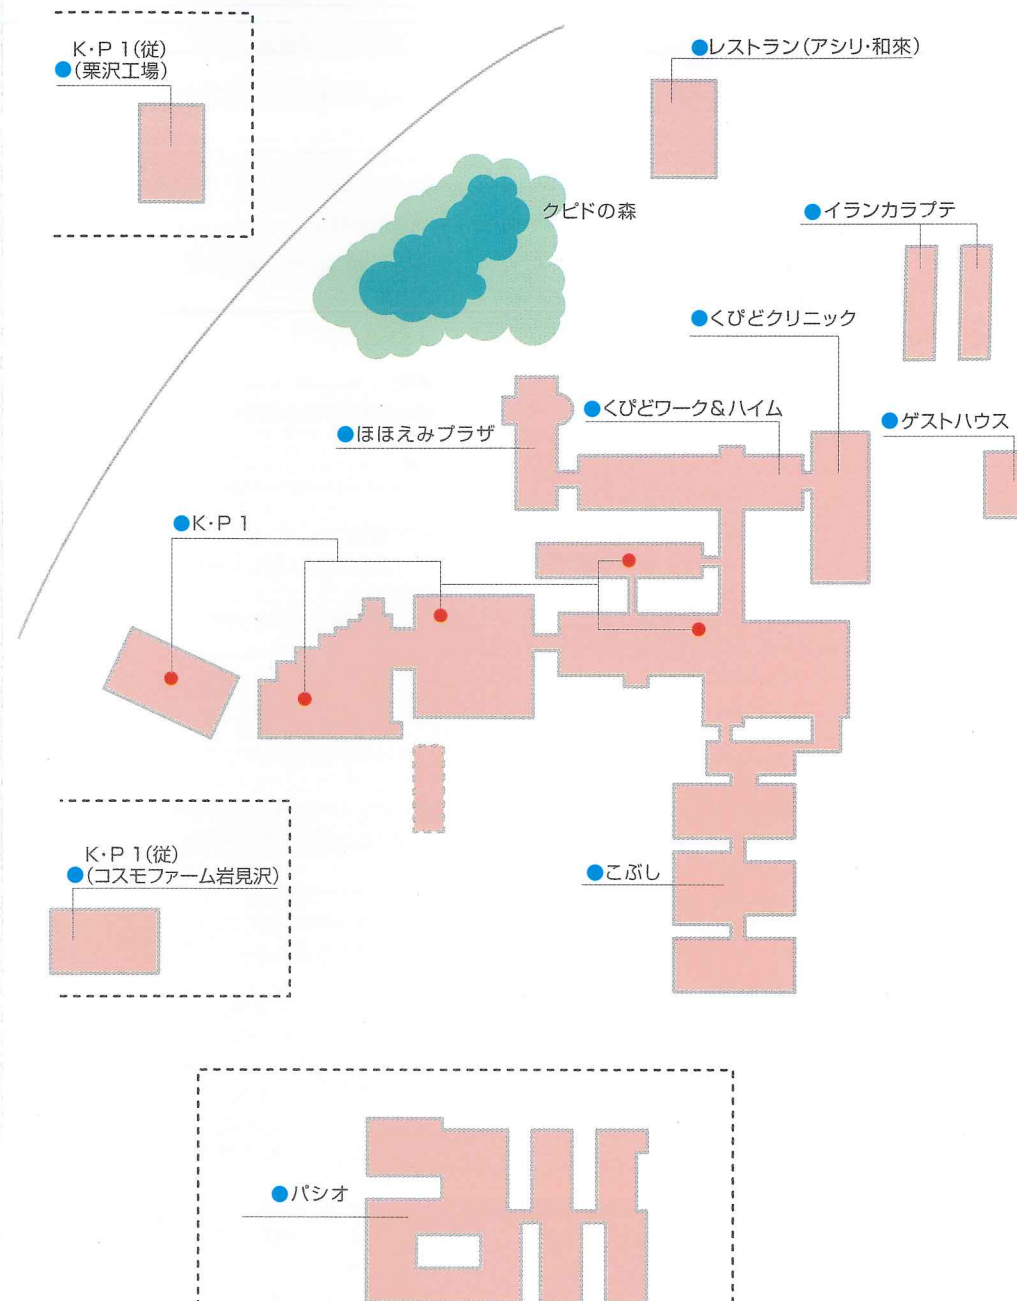 K・P 1(従)
●(栗沢工場)
●レストラン(アシリ・和來)
クピドの森
●イランカラプテ
●くぴどクリニック
●くぴどワーク&ハイム
●ほほえみプラザ
●ゲストハウス
●K・P 1
K・P 1(従)
●(コスモファーム岩見沢)
●こぶし
●パシオ